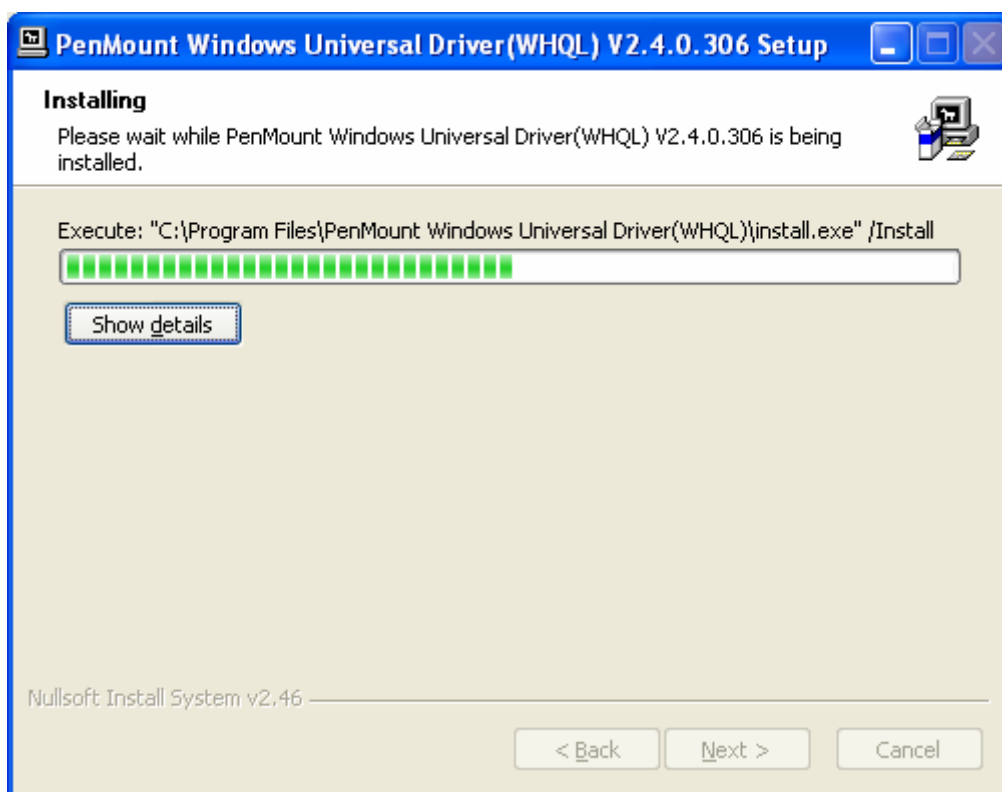 PenMount Windows Universal Driver(WHQL) V2.4.0.306 Setup
Installing
Please wait while PenMount Windows Universal Driver(WHQL) V2.4.0.306 is being
installed.
Execute: "C:\Program Files\PenMount Windows Universal Driver(WHQL)\install.exe" /Install
Show details
Nullsoft Install System v2.46
< Back
Next >
Cancel